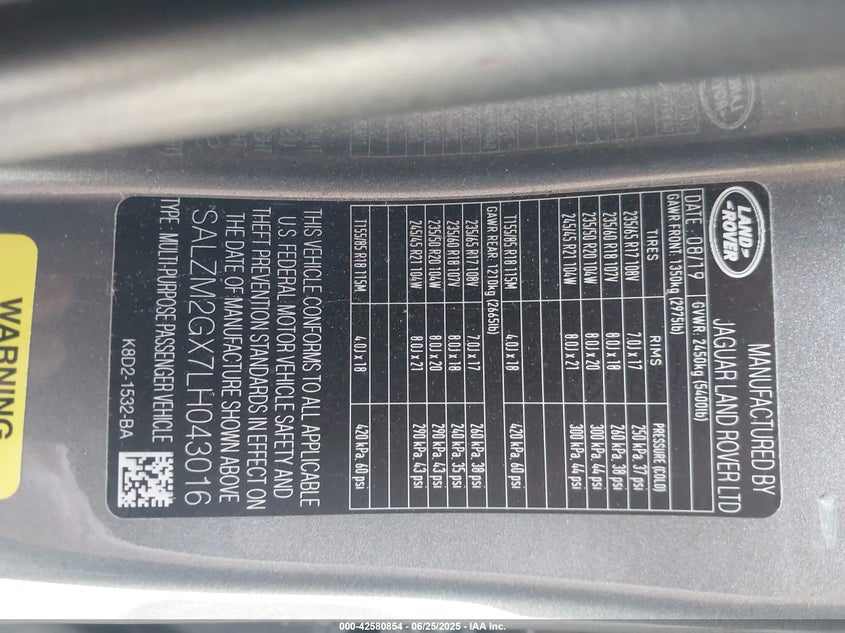 LAND
-ROVER
MANUFACTURED BY
JAGUAR LAND ROVER LTD
DATE: 08/19 GVWR: 2450kg (5400lb)
GAWR FRONT: 1350kg (2975lb)
TIRES RIMS PRESSURE (COLD)
235/65 R17 108V 7.0J x 17 250 kPa, 37 psi
235/60 R18 107V 8.0J x 18 260 kPa, 38 psi
235/50 R20 104W 8.0J x 20 300 kPa, 44 psi
245/45 R21 104W 8.0J x 21 300 kPa, 44 psi
T155/85 R18 115M 4.0J x 18 420 kPa, 60 psi
GAWR REAR: 1210kg (2665lb)
235/65 R17 108V 7.0J x 17 260 kPa, 38 psi
235/60 R18 107V 8.0J x 18 240 kPa, 35 psi
235/50 R20 104W 8.0J x 20 290 kPa, 43 psi
245/45 R21 104W 8.0J x 21 290 kPa, 43 psi
T155/85 R18 115M 4.0J x 18 420 kPa, 60 psi
THIS VEHICLE CONFORMS TO ALL APPLICABLE
U.S. FEDERAL MOTOR VEHICLE SAFETY AND
THEFT PREVENTION STANDARDS IN EFFECT ON
THE DATE OF MANUFACTURE SHOWN ABOVE
SALZM2GX7LH043016
TYPE: MULTI-PURPOSE PASSENGER VEHICLE
K8D2-1532-BA
WARNING
000-42580854 - 06/25/2025 - IAA Inc.